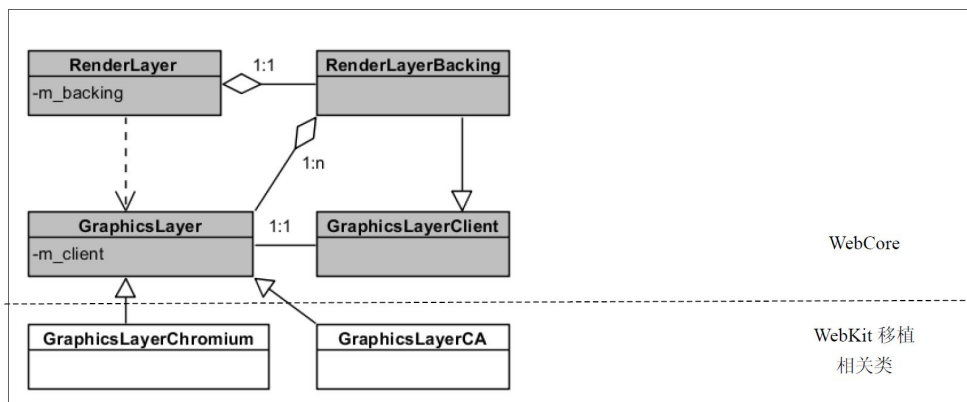 RenderLayer
-m_backing
1:1
RenderLayerBacking
1:n
GraphicsLayer
-m_client
1:1
GraphicsLayerClient
WebCore
GraphicsLayerChromium
GraphicsLayerCA
WebKit 移植
相关类